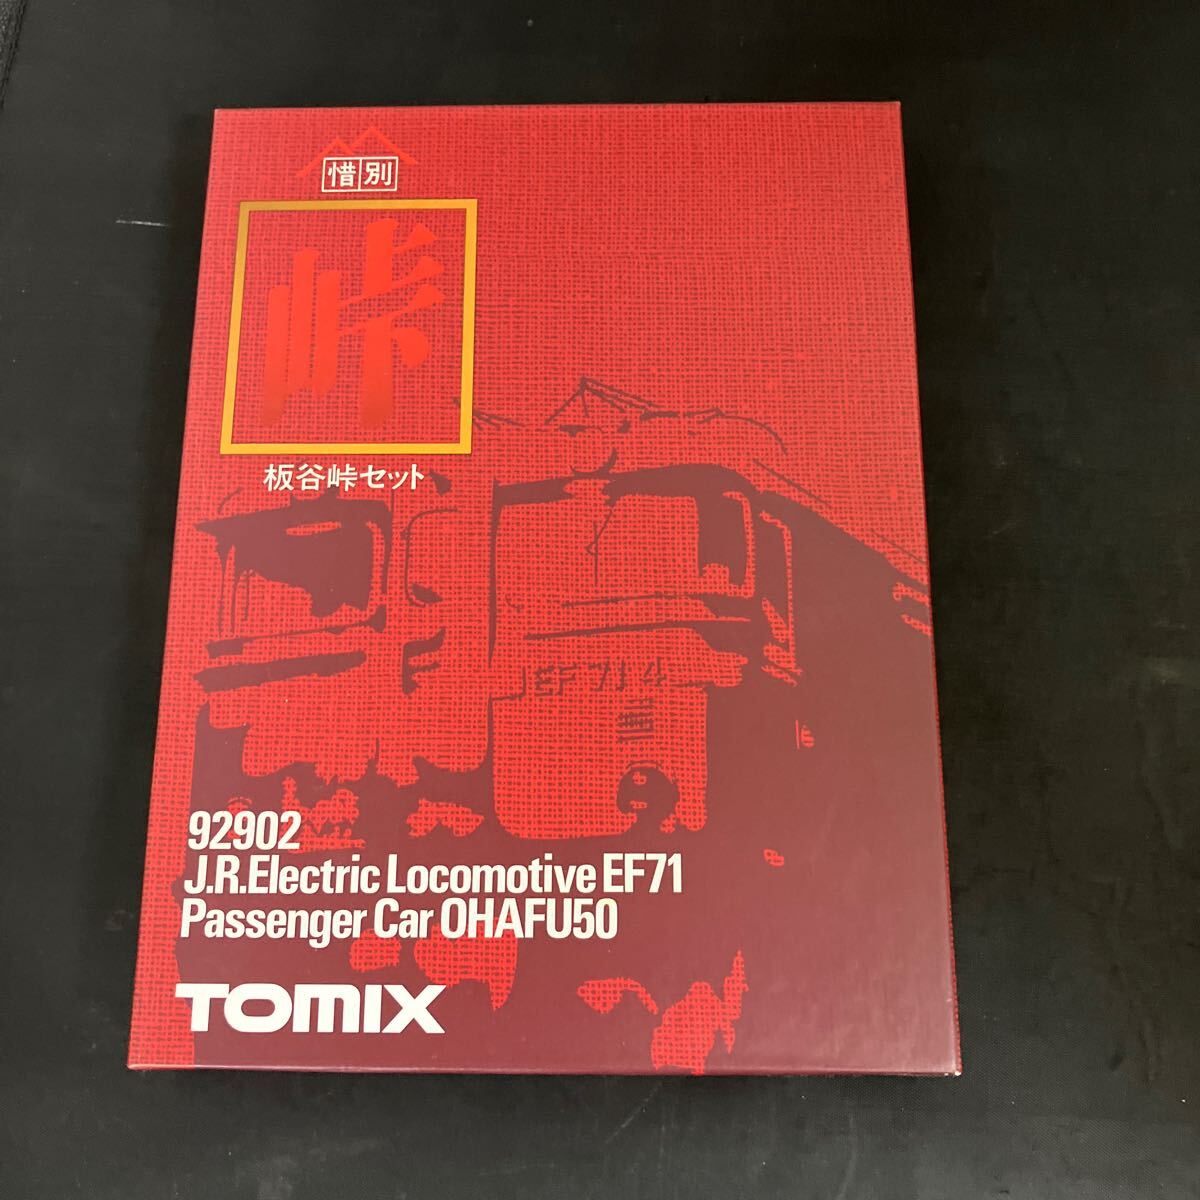 惜別
峠
板谷峠セット
EF71 4
92902
J.R.Electric Locomotive EF71
Passenger Car OHAFU50
TOMIX